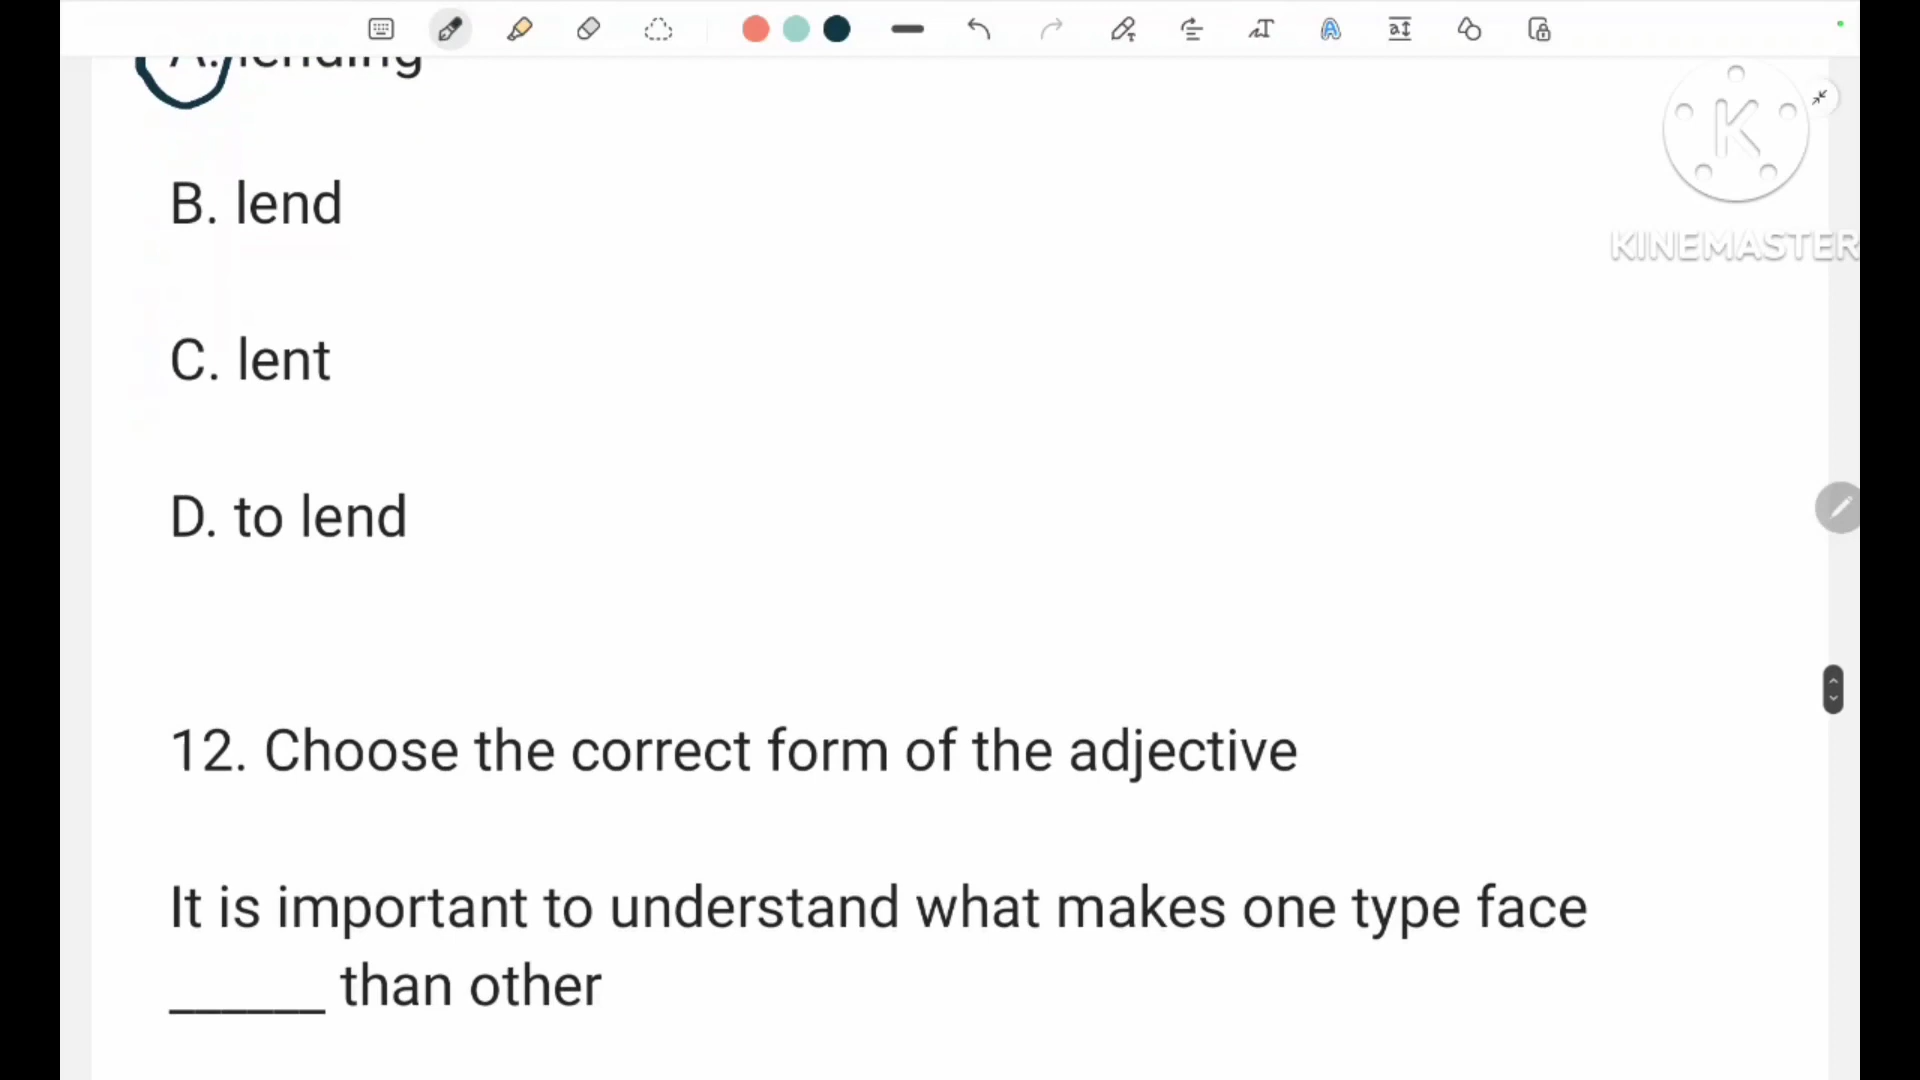 A. lending
B. lend
C. lent
D. to lend
12. Choose the correct form of the adjective
It is important to understand what makes one type face
______ than other
K
KINEMASTER